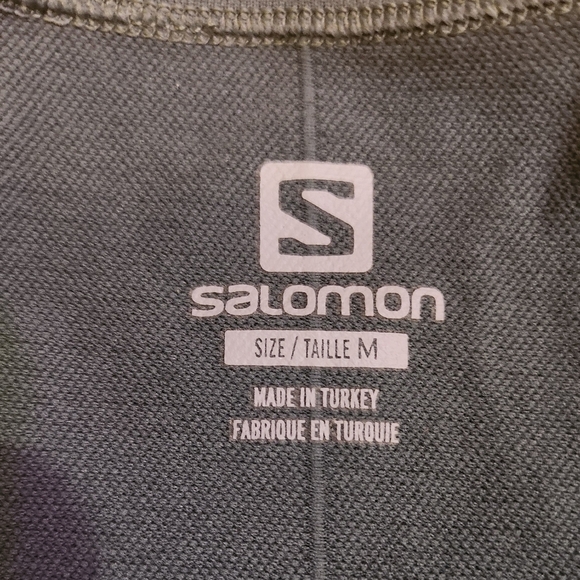 S
salomon
SIZE / TAILLE M
MADE IN TURKEY
FABRIQUE EN TURQUIE